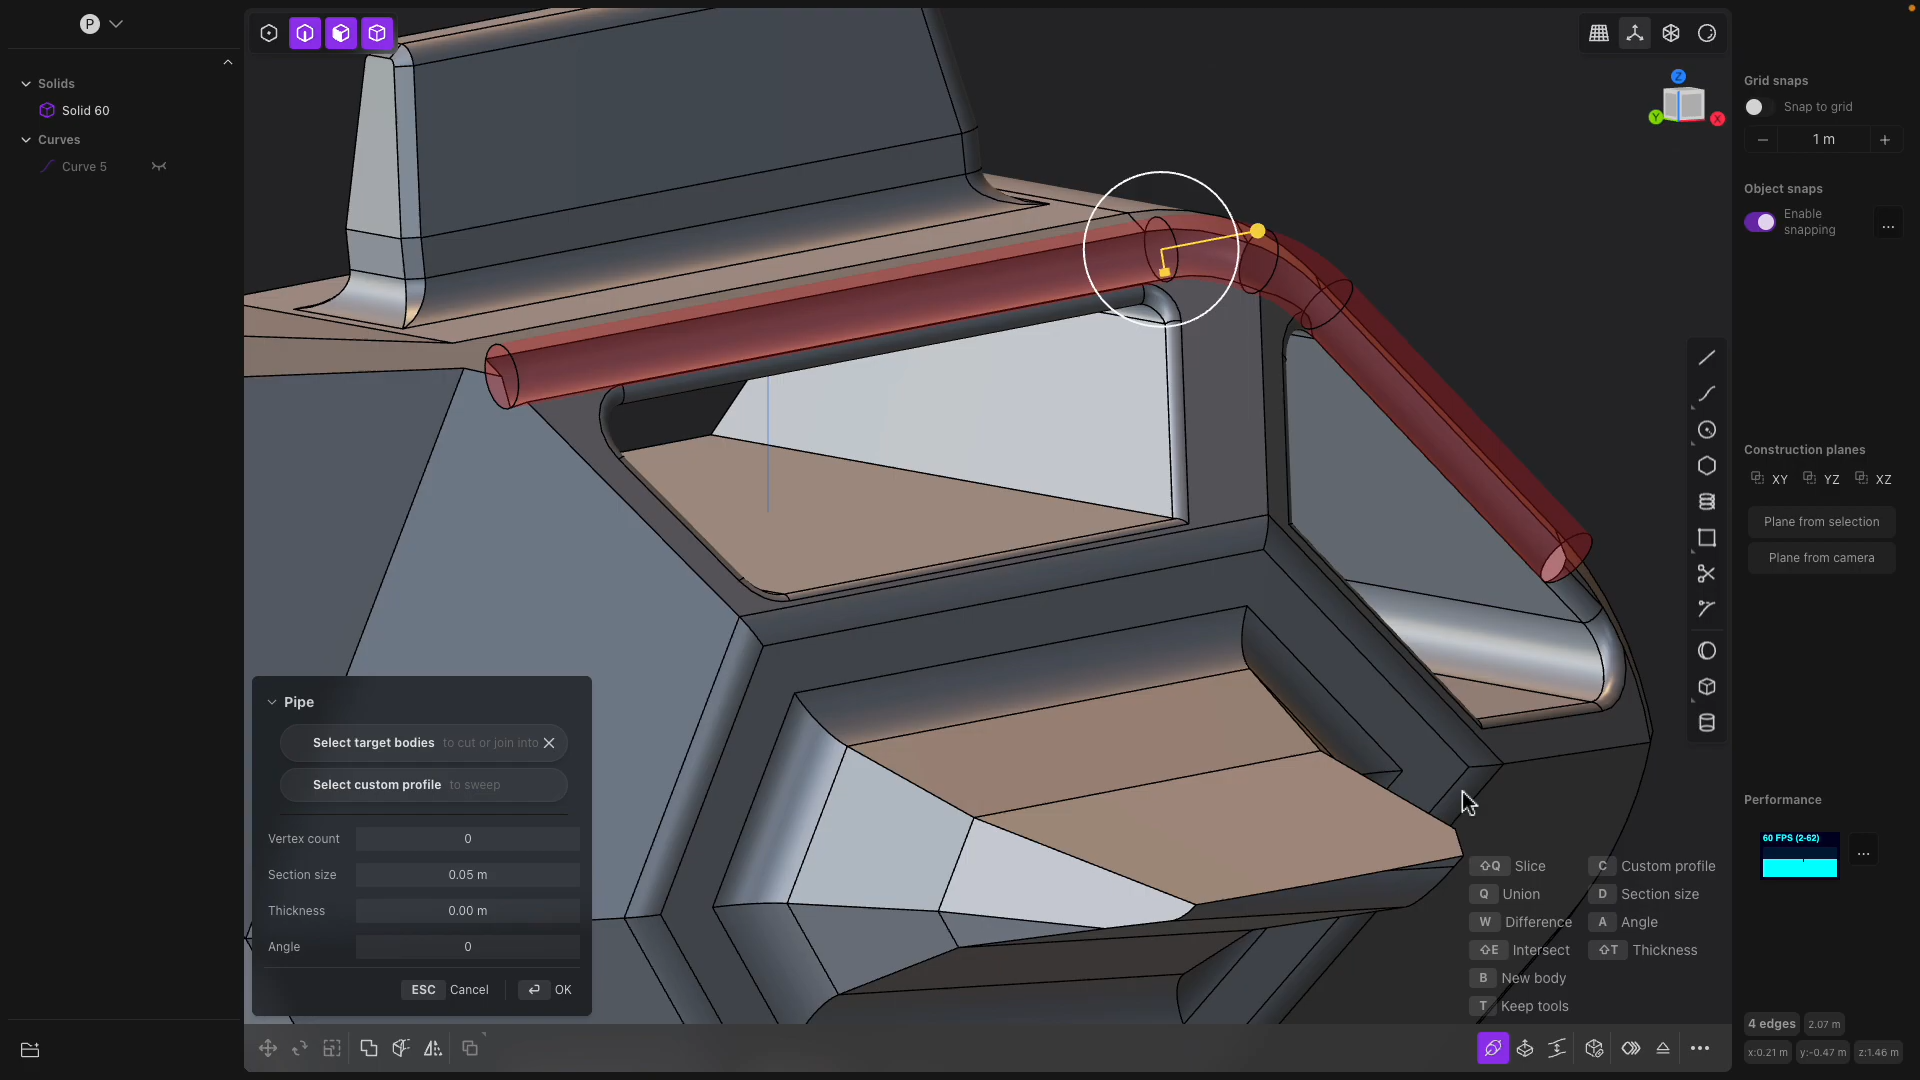 P
Solids
Solid 60
Curves
Curve 5
Z
Y
X
Grid snaps
Snap to grid
1 m
Object snaps
Enable
snapping
...
Construction planes
XY
YZ
XZ
Plane from selection
Plane from camera
Performance
60 FPS (2-62)
...
Pipe
Select target bodies to cut or join into
Select custom profile to sweep
Vertex count 0
Section size 0.05 m
Thickness 0.00 m
Angle 0
ESC Cancel
OK
⇧Q Slice
C Custom profile
Q Union
D Section size
W Difference
A Angle
⇧E Intersect
⇧T Thickness
B New body
T Keep tools
4 edges 2.07 m
x:0.21 m y:-0.47 m z:1.46 m